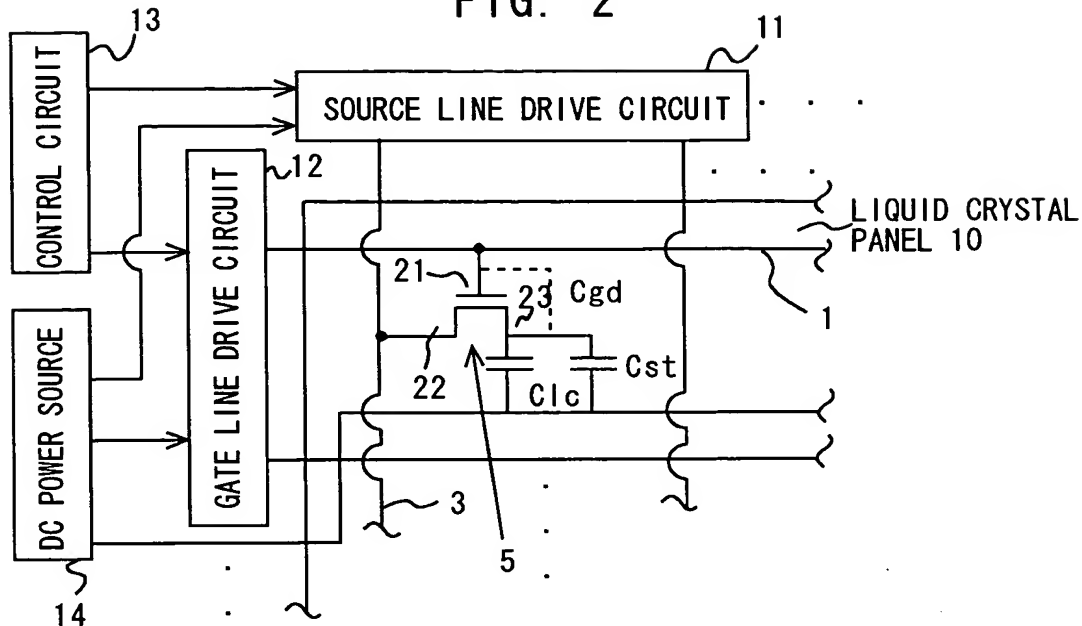 FIG. 2
13
11
CONTROL CIRCUIT
SOURCE LINE DRIVE CIRCUIT
12
GATE LINE DRIVE CIRCUIT
LIQUID CRYSTAL
PANEL 10
21
23
Cgd
1
22
Cst
Clc
DC POWER SOURCE
3
5
14